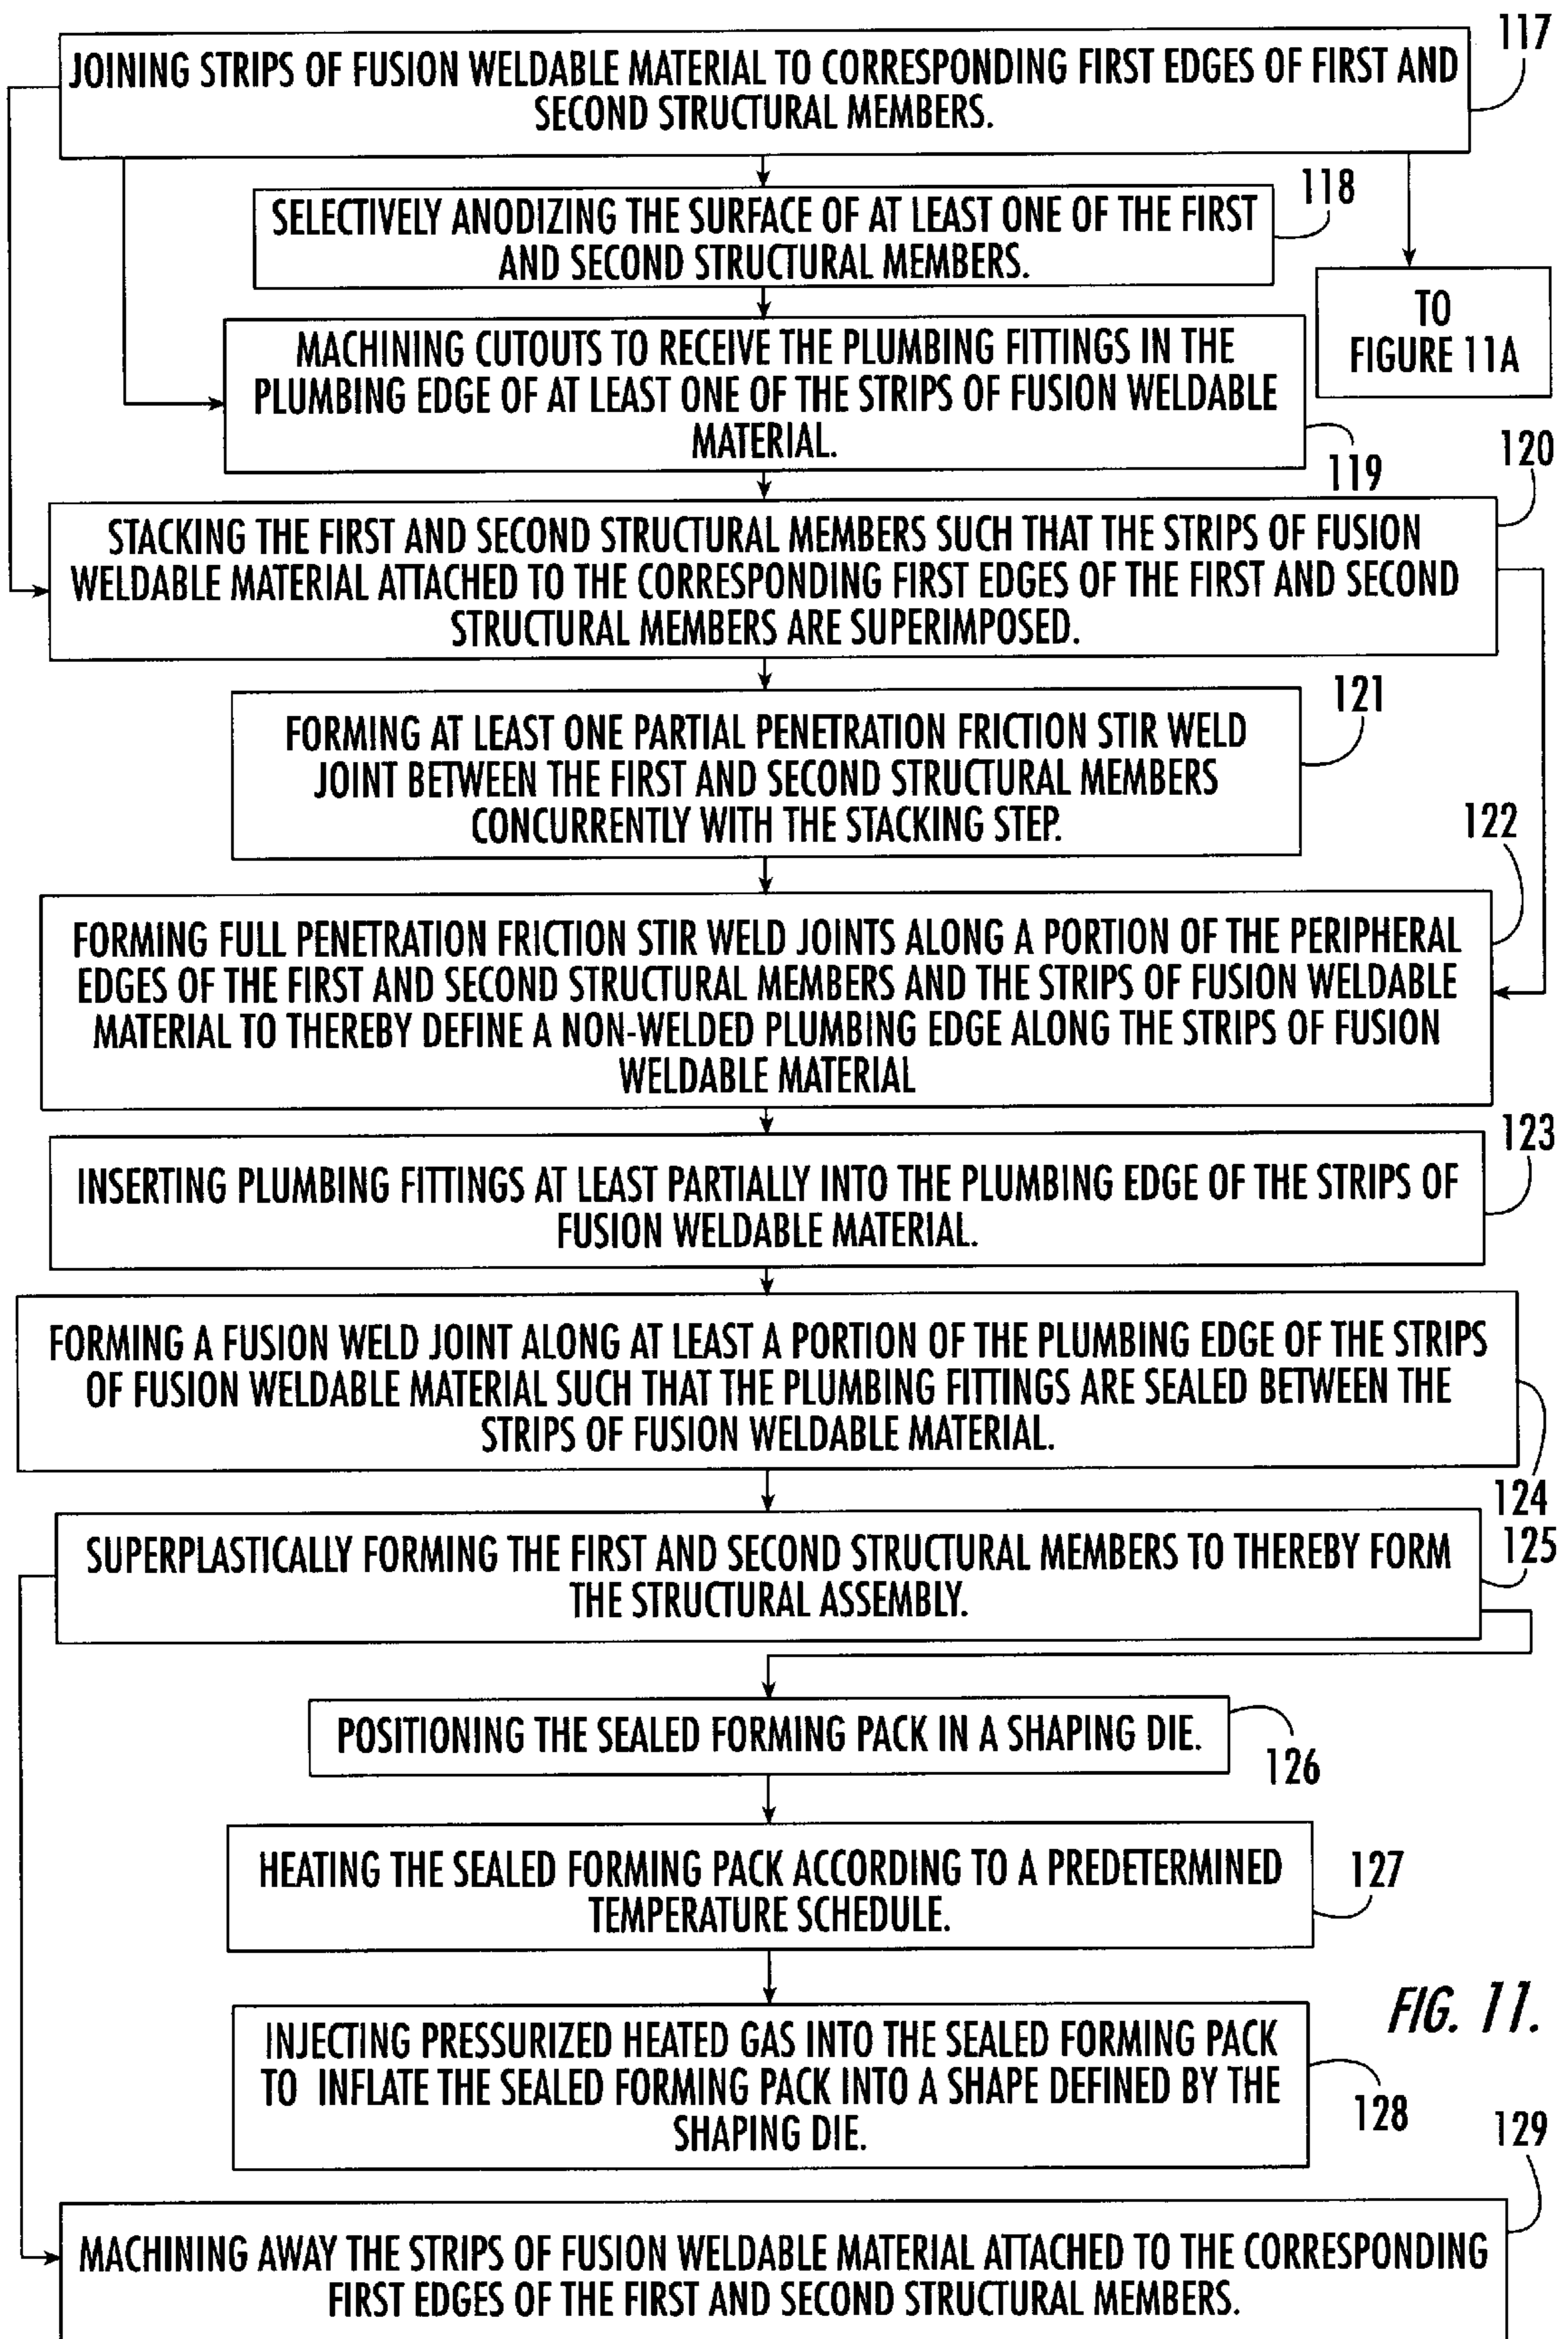 117
JOINING STRIPS OF FUSION WELDABLE MATERIAL TO CORRESPONDING FIRST EDGES OF FIRST AND
SECOND STRUCTURAL MEMBERS.
118
SELECTIVELY ANODIZING THE SURFACE OF AT LEAST ONE OF THE FIRST
AND SECOND STRUCTURAL MEMBERS.
TO
FIGURE 11A
MACHINING CUTOUTS TO RECEIVE THE PLUMBING FITTINGS IN THE
PLUMBING EDGE OF AT LEAST ONE OF THE STRIPS OF FUSION WELDABLE
MATERIAL.
119
120
STACKING THE FIRST AND SECOND STRUCTURAL MEMBERS SUCH THAT THE STRIPS OF FUSION
WELDABLE MATERIAL ATTACHED TO THE CORRESPONDING FIRST EDGES OF THE FIRST AND SECOND
STRUCTURAL MEMBERS ARE SUPERIMPOSED.
121
FORMING AT LEAST ONE PARTIAL PENETRATION FRICTION STIR WELD
JOINT BETWEEN THE FIRST AND SECOND STRUCTURAL MEMBERS
CONCURRENTLY WITH THE STACKING STEP.
122
FORMING FULL PENETRATION FRICTION STIR WELD JOINTS ALONG A PORTION OF THE PERIPHERAL
EDGES OF THE FIRST AND SECOND STRUCTURAL MEMBERS AND THE STRIPS OF FUSION WELDABLE
MATERIAL TO THEREBY DEFINE A NON-WELDED PLUMBING EDGE ALONG THE STRIPS OF FUSION
WELDABLE MATERIAL
123
INSERTING PLUMBING FITTINGS AT LEAST PARTIALLY INTO THE PLUMBING EDGE OF THE STRIPS OF
FUSION WELDABLE MATERIAL.
FORMING A FUSION WELD JOINT ALONG AT LEAST A PORTION OF THE PLUMBING EDGE OF THE STRIPS
OF FUSION WELDABLE MATERIAL SUCH THAT THE PLUMBING FITTINGS ARE SEALED BETWEEN THE
STRIPS OF FUSION WELDABLE MATERIAL.
124
125
SUPERPLASTICALLY FORMING THE FIRST AND SECOND STRUCTURAL MEMBERS TO THEREBY FORM
THE STRUCTURAL ASSEMBLY.
POSITIONING THE SEALED FORMING PACK IN A SHAPING DIE.
126
HEATING THE SEALED FORMING PACK ACCORDING TO A PREDETERMINED
TEMPERATURE SCHEDULE.
127
FIG. 11.
INJECTING PRESSURIZED HEATED GAS INTO THE SEALED FORMING PACK
TO INFLATE THE SEALED FORMING PACK INTO A SHAPE DEFINED BY THE
SHAPING DIE.
128
129
MACHINING AWAY THE STRIPS OF FUSION WELDABLE MATERIAL ATTACHED TO THE CORRESPONDING
FIRST EDGES OF THE FIRST AND SECOND STRUCTURAL MEMBERS.